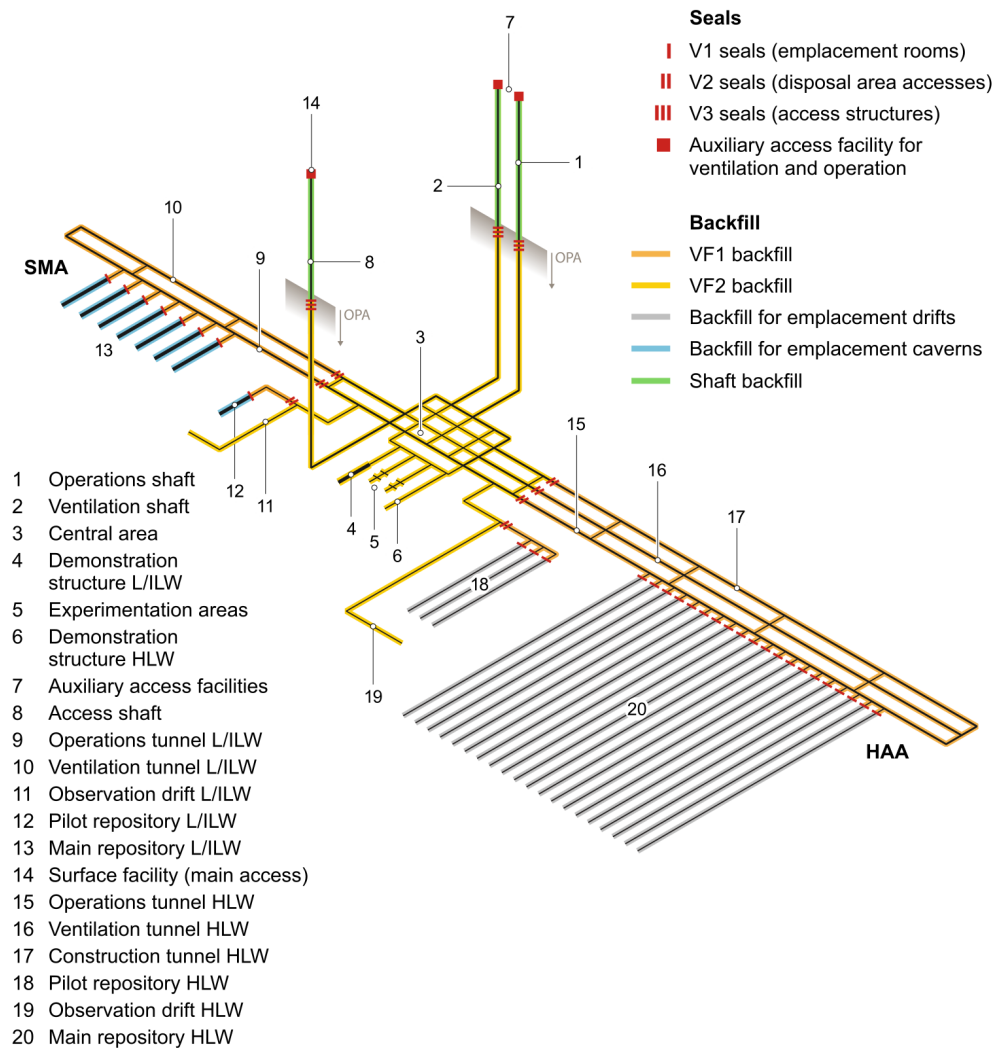 7
14
10
SMA
9
8
2
1
OPA
OPA
13
3
12
11
4
5
6
15
16
17
18
19
20
HAA
Seals
V1 seals (emplacement rooms)
V2 seals (disposal area accesses)
V3 seals (access structures)
Auxiliary access facility for
ventilation and operation
Backfill
VF1 backfill
VF2 backfill
Backfill for emplacement drifts
Backfill for emplacement caverns
Shaft backfill
1 Operations shaft
2 Ventilation shaft
3 Central area
4 Demonstration
structure L/ILW
5 Experimentation areas
6 Demonstration
structure HLW
7 Auxiliary access facilities
8 Access shaft
9 Operations tunnel L/ILW
10 Ventilation tunnel L/ILW
11 Observation drift L/ILW
12 Pilot repository L/ILW
13 Main repository L/ILW
14 Surface facility (main access)
15 Operations tunnel HLW
16 Ventilation tunnel HLW
17 Construction tunnel HLW
18 Pilot repository HLW
19 Observation drift HLW
20 Main repository HLW